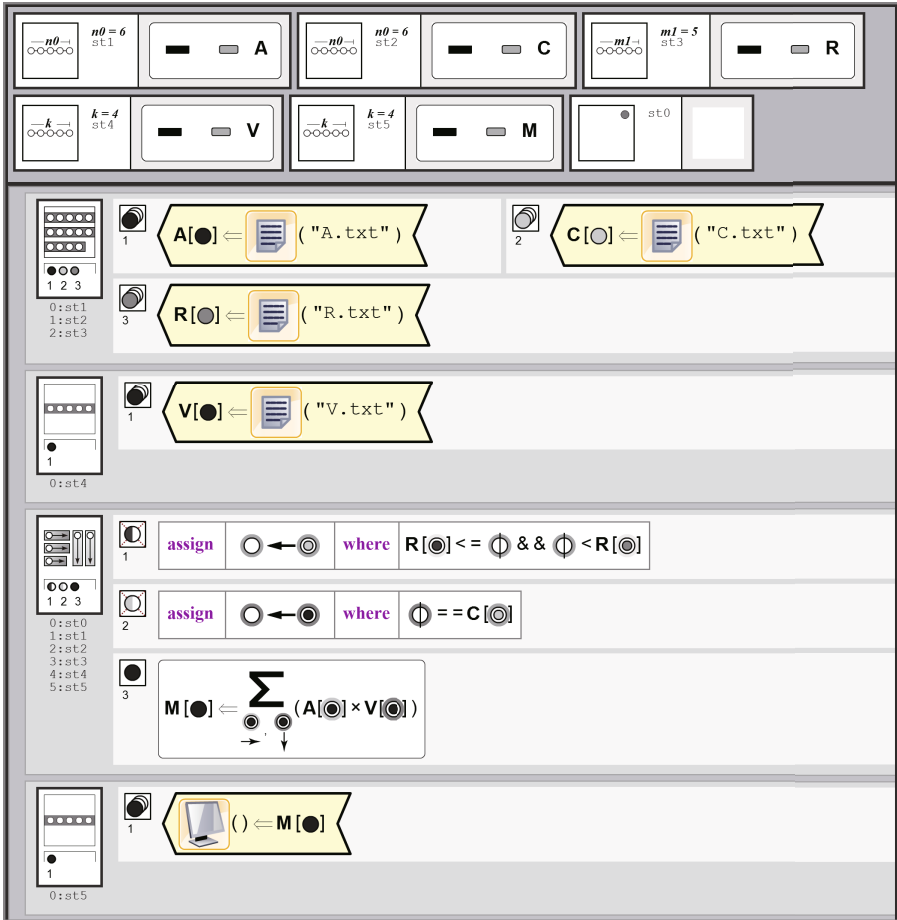 n0 n0 = 6 st1 A
n0 n0 = 6 st2 C
m1 m1 = 5 st3 R
k k = 4 st4 V
k k = 4 st5 M
st0
1 2 3
0:st1
1:st2
2:st3
1 A[ ] ⇐ ( "A.txt" )
2 C[ ] ⇐ ( "C.txt" )
3 R[ ] ⇐ ( "R.txt" )
1
0:st4
1 V[ ] ⇐ ( "V.txt" )
1 2 3
0:st0
1:st1
2:st2
3:st3
4:st4
5:st5
1 assign where R[ ] < = && < R[ ]
2 assign where = = C[ ]
3 M[ ] ⇐ Σ , (A[ ] × V[ ])
1
0:st5
1 () ⇐ M[ ]